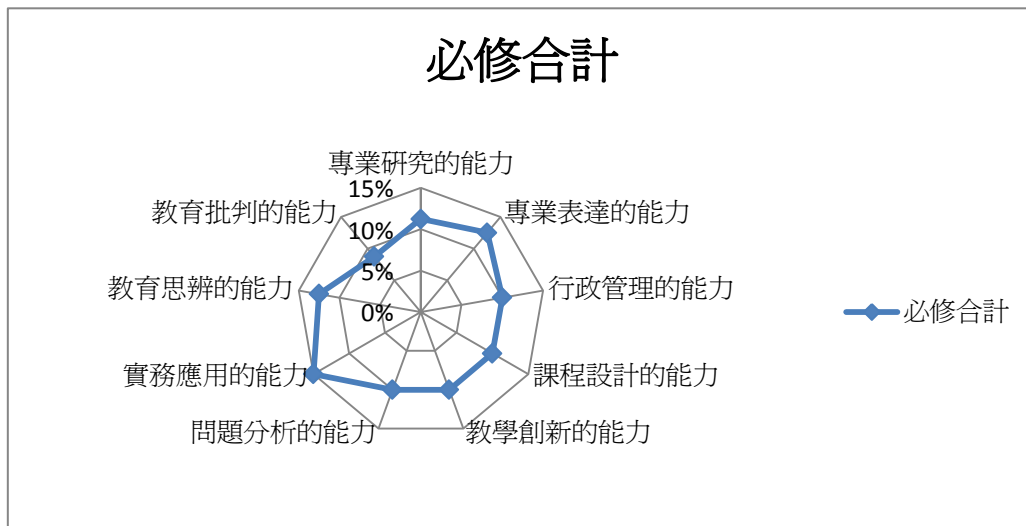 必修合計
專業研究的能力
15%
專業表達的能力
教育批判的能力
10%
5%
教育思辨的能力
行政管理的能力
0%
必修合計
實務應用的能力
課程設計的能力
問題分析的能力
教學創新的能力